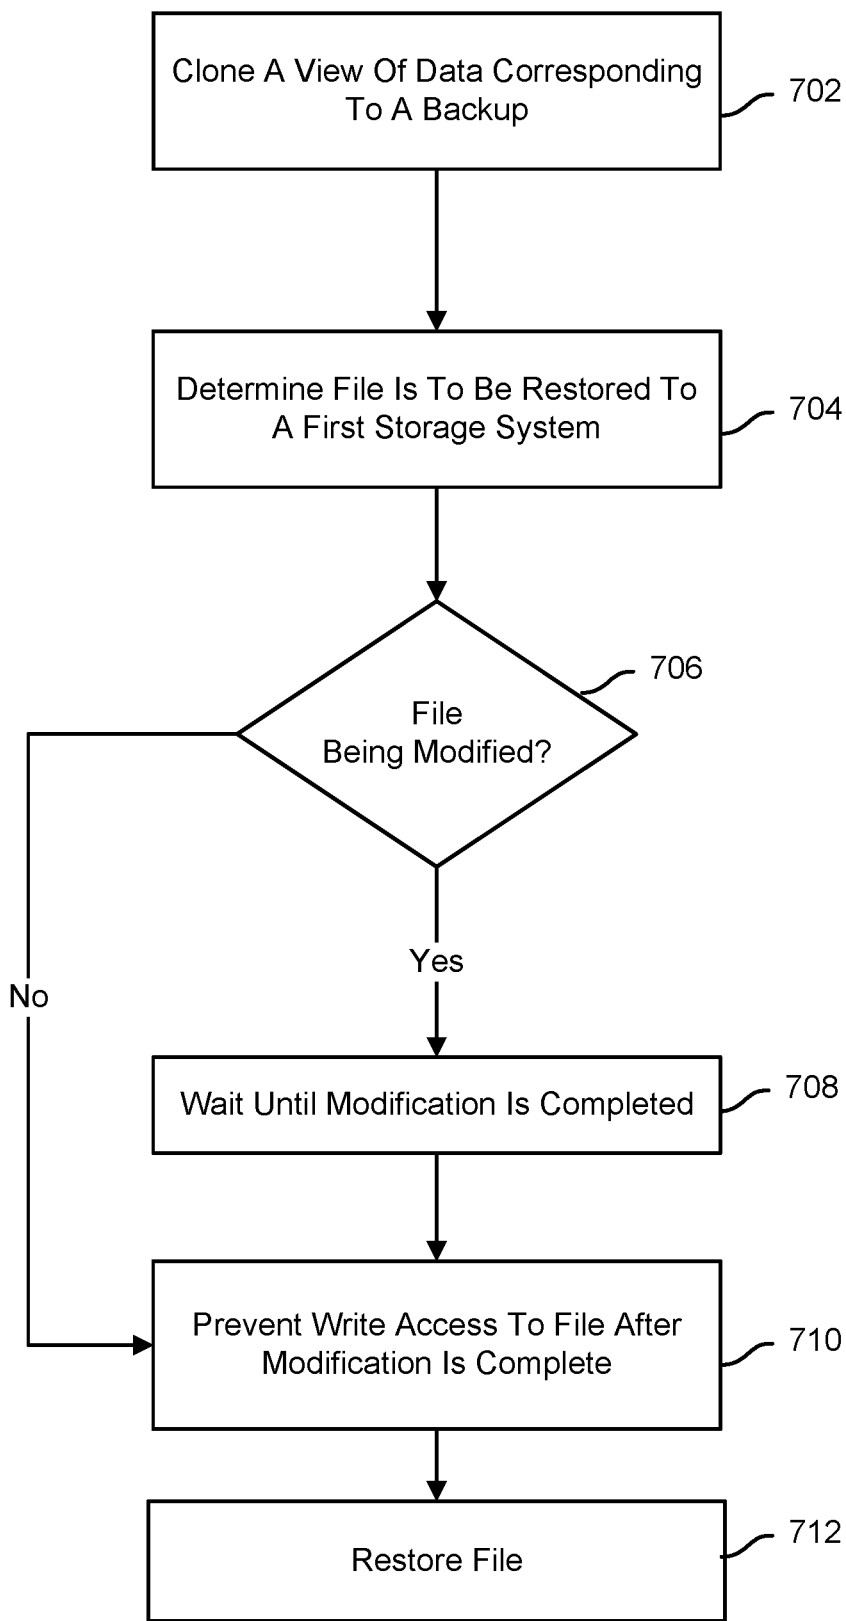 Clone A View Of Data Corresponding
To A Backup
702
Determine File Is To Be Restored To
A First Storage System
704
706
File
Being Modified?
Yes
No
Wait Until Modification Is Completed
708
Prevent Write Access To File After
Modification Is Complete
710
Restore File
712